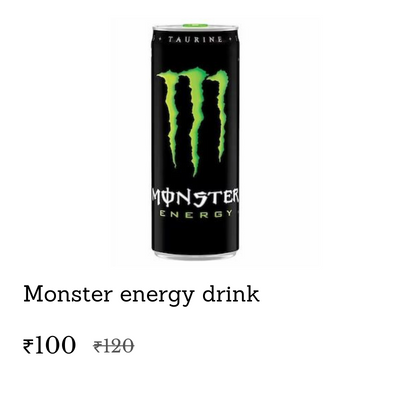 TAURINE
MONSTER
ENERGY
Monster energy drink
₹100 ₹120